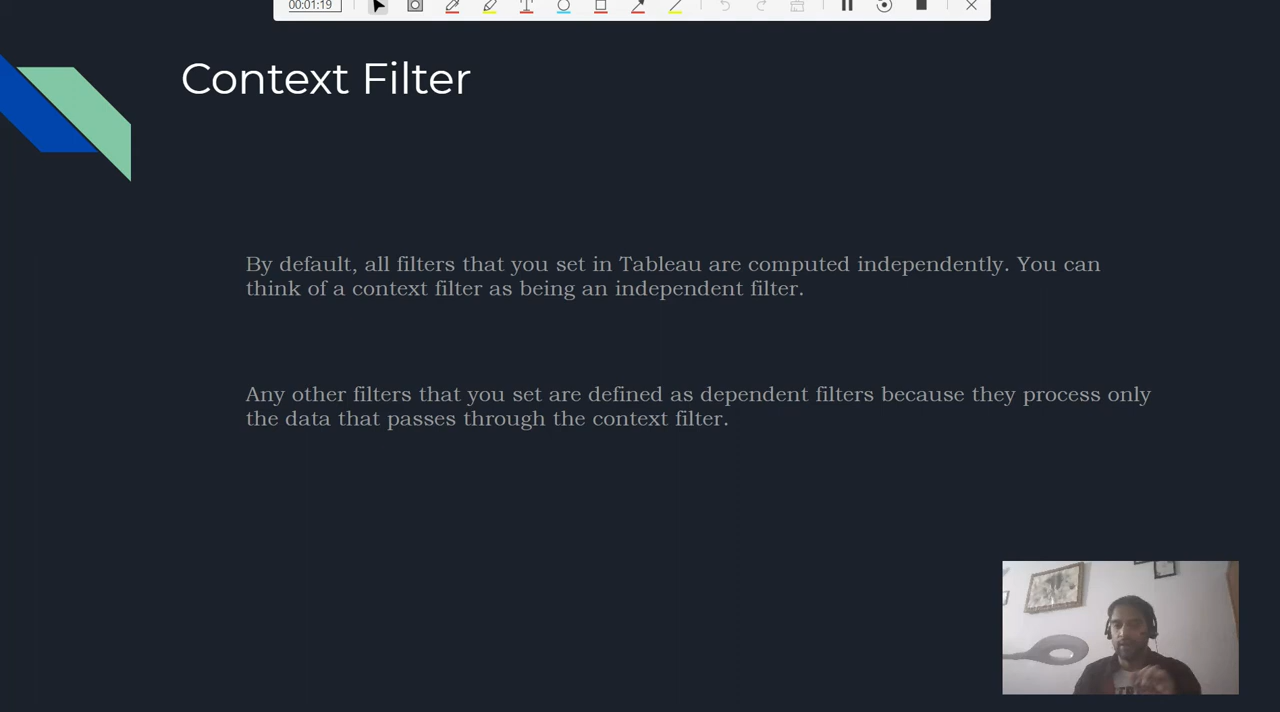 00:01:19
Context Filter
By default, all filters that you set in Tableau are computed independently. You can
think of a context filter as being an independent filter.
Any other filters that you set are defined as dependent filters because they process only
the data that passes through the context filter.